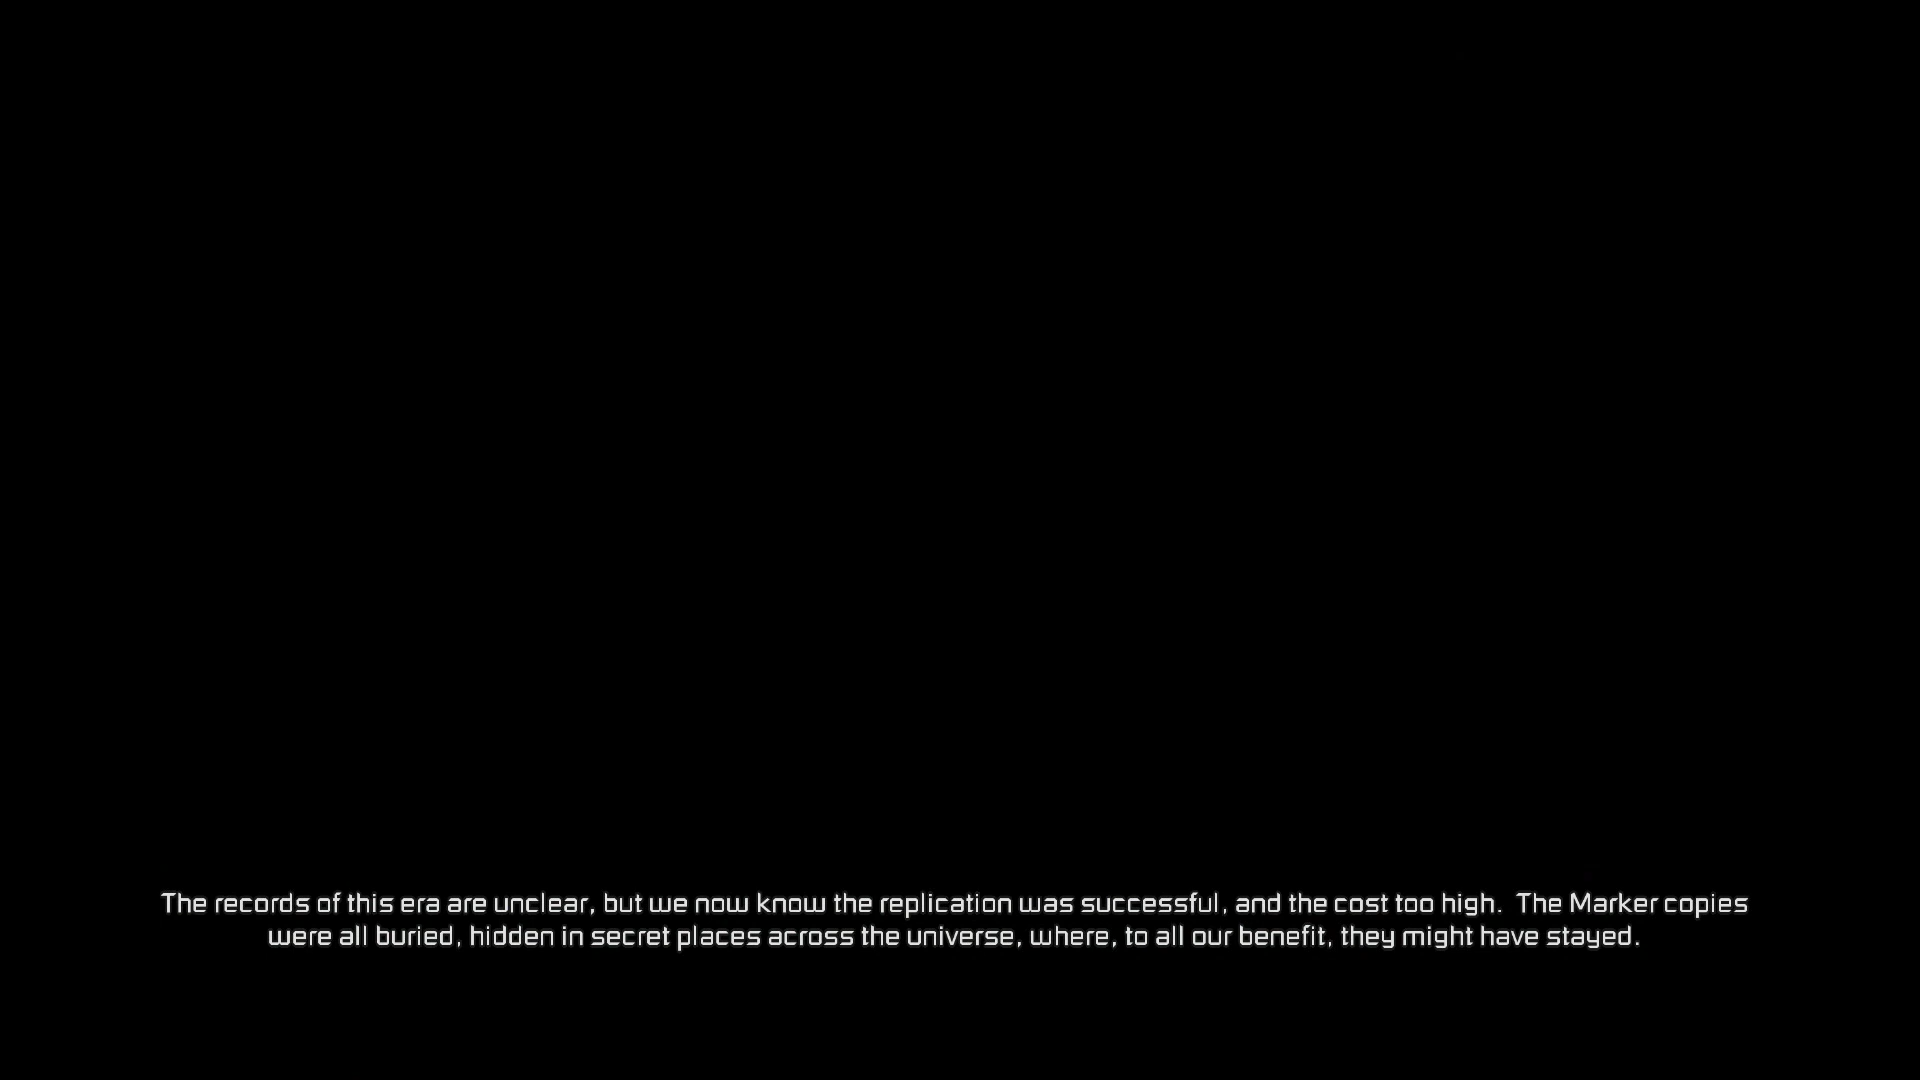 The records of this era are unclear, but we now know the replication was successful, and the cost too high.  The Marker copies
were all buried, hidden in secret places across the universe, where, to all our benefit, they might have stayed.